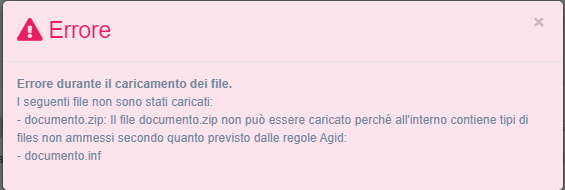 Errore
×
Errore durante il caricamento dei file.
I seguenti file non sono stati caricati:
- documento.zip: Il file documento.zip non può essere caricato perché all'interno contiene tipi di
files non ammessi secondo quanto previsto dalle regole Agid:
- documento.inf